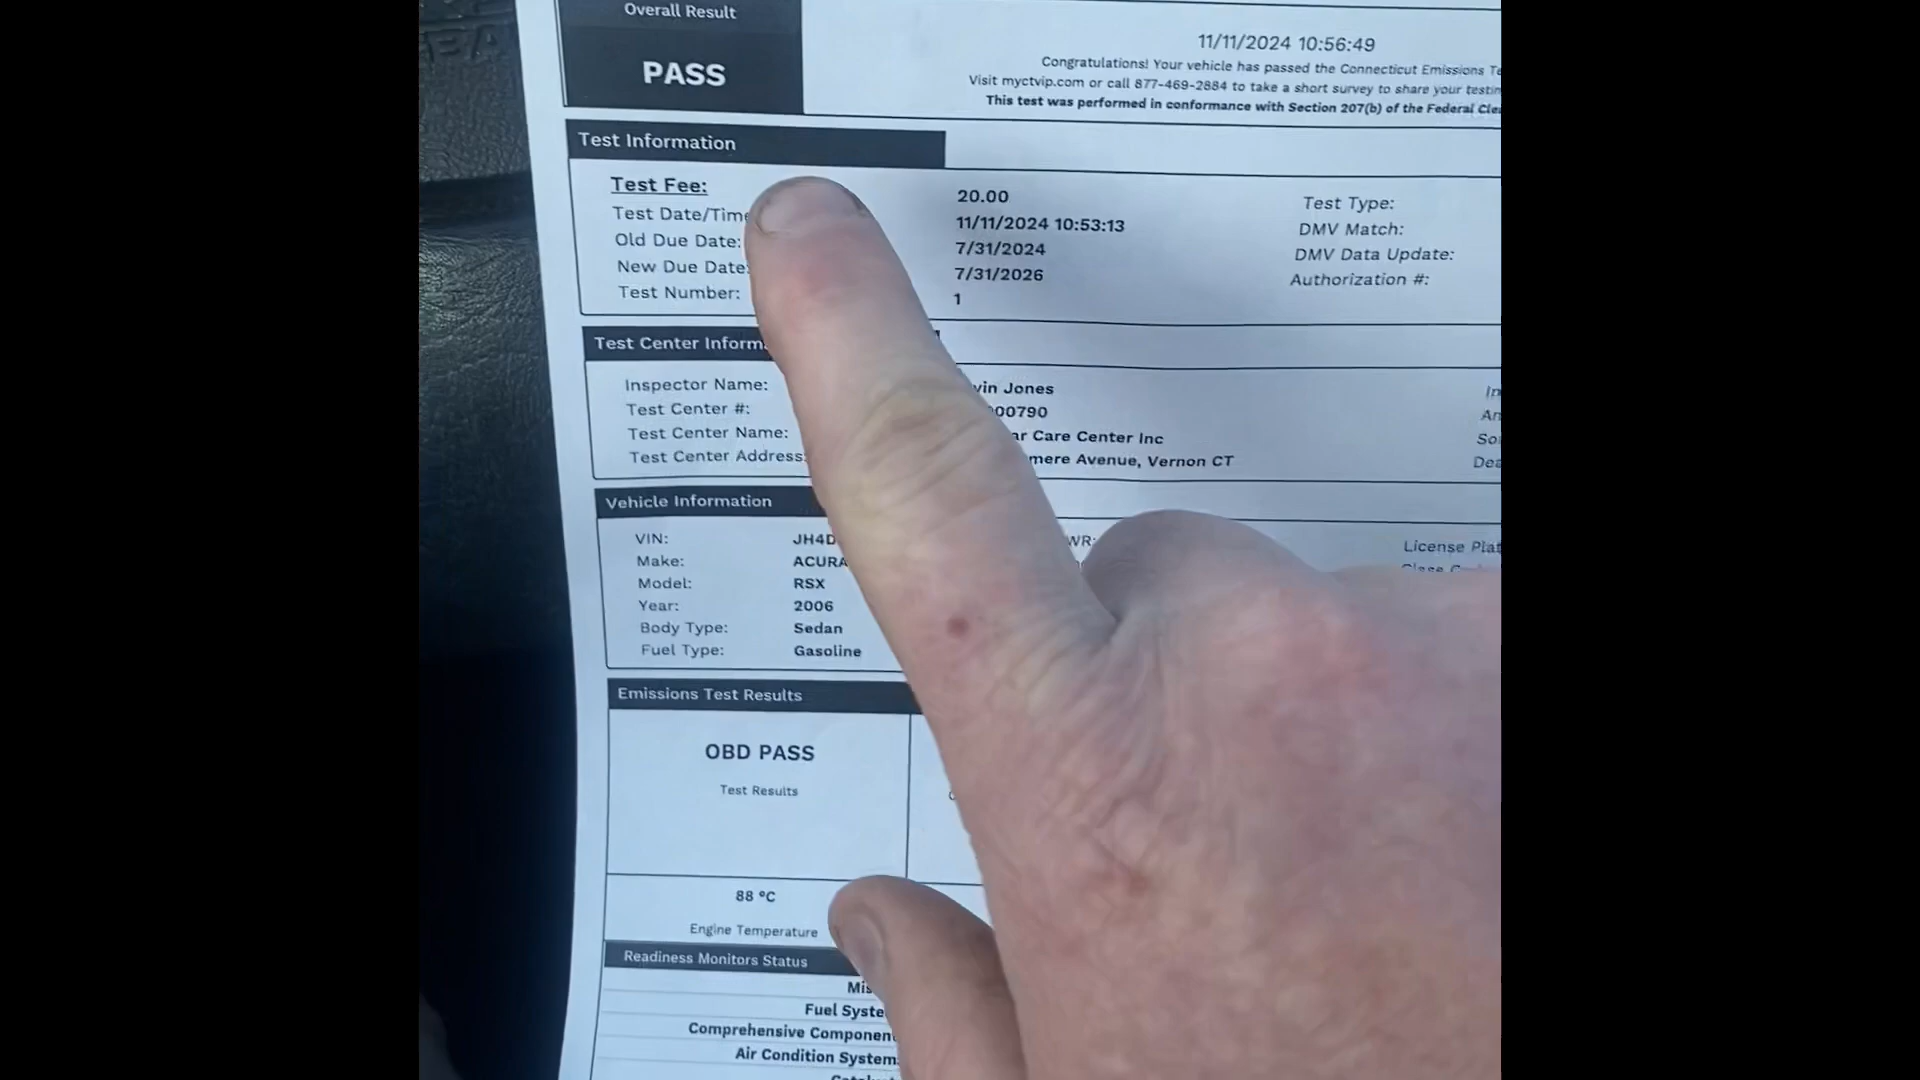 Overall Result
PASS
11/11/2024 10:56:49
Congratulations! Your vehicle has passed the Connecticut Emissions
Visit myctvip.com or call 877-469-2884 to take a short survey to share your
This test was performed in conformance with Section 207(b) of the Federal
Test Information
Test Fee: 20.00 Test Type:
Test Date/Time 11/11/2024 10:53:13 DMV Match:
Old Due Date: 7/31/2024 DMV Data Update:
New Due Date: 7/31/2026 Authorization #:
Test Number: 1
Test Center
Inspector Name: Jones
Test Center #: 00790
Test Center Name: Care Center Inc
Test Center Address: Avenue, Vernon CT
Vehicle Information
VIN: JH4D License
Make: ACURA
Model: RSX
Year: 2006
Body Type: Sedan
Fuel Type: Gasoline
Emissions Test Results
OBD PASS
Test Results
88 °C
Engine Temperature
Readiness Monitors Status
Fuel
Comprehensive
Air Condition System